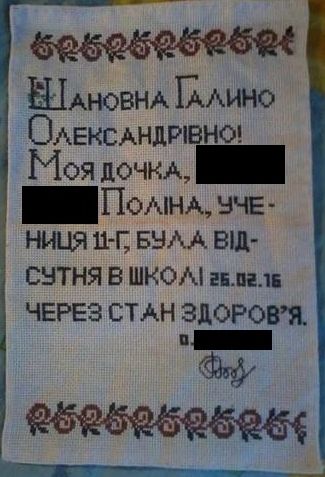 Шановна Галино
Олександрівно!
Моя дочка,
Поліна, уче-
ниця 11-Г, була від-
сутня в школі 26.02.16
через стан здоров'я.
О.